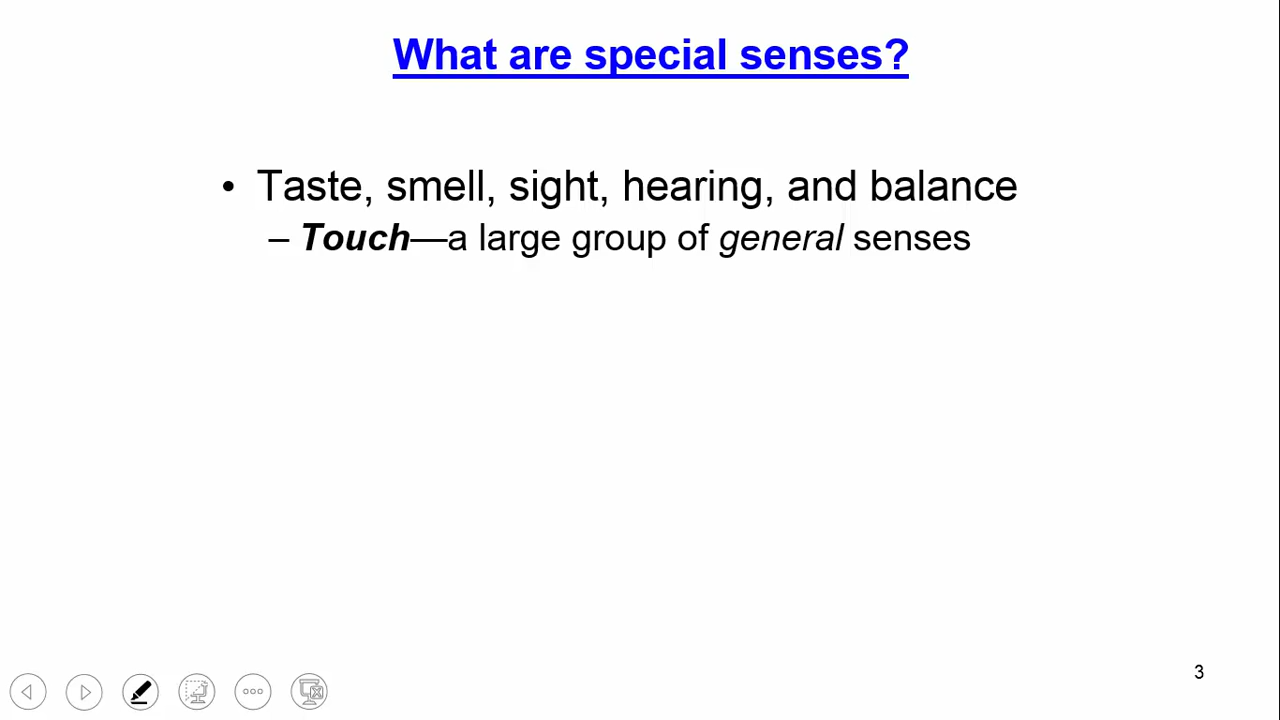 What are special senses?
• Taste, smell, sight, hearing, and balance
– Touch—a large group of general senses
3